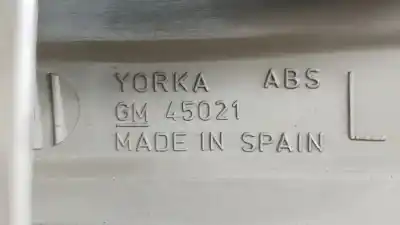 YORKA ABS
GM 45021
MADE IN SPAIN L